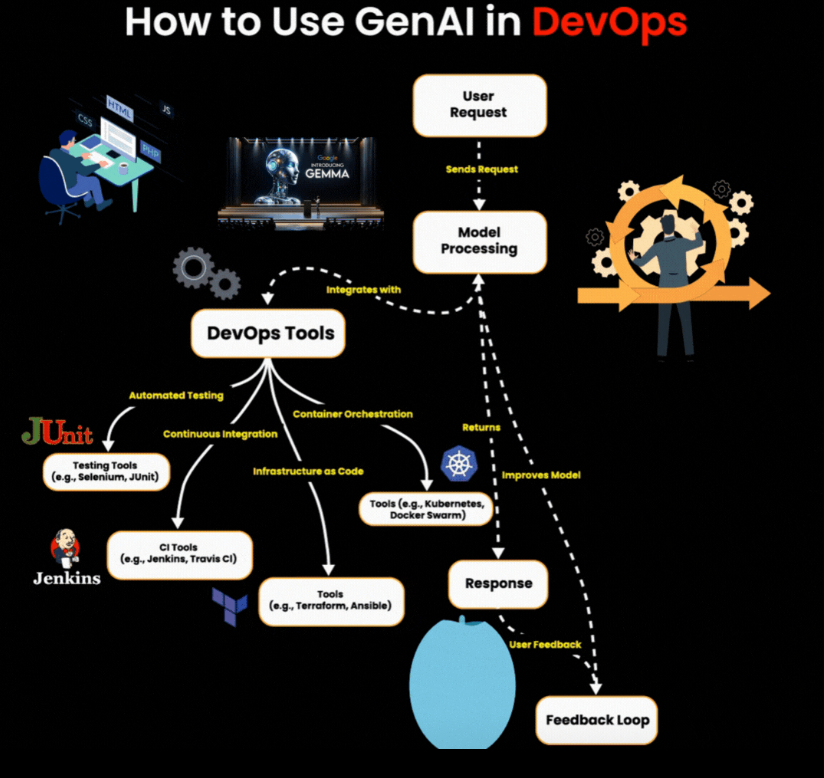 How to Use GenAI in DevOps
User
Request
HTML
JS
CSS
PHP
Google
INTRODUCING
GEMMA
Sends Request
Model
Processing
Integrates with
DevOps Tools
Automated Testing
Container Orchestration
JUnit
Continuous Integration
Returns
Testing Tools
(e.g., Selenium, JUnit)
Infrastructure as Code
Improves Model
Tools (e.g., Kubernetes,
Docker Swarm)
CI Tools
(e.g., Jenkins, Travis CI)
Jenkins
Response
Tools
(e.g., Terraform, Ansible)
User Feedback
Feedback Loop